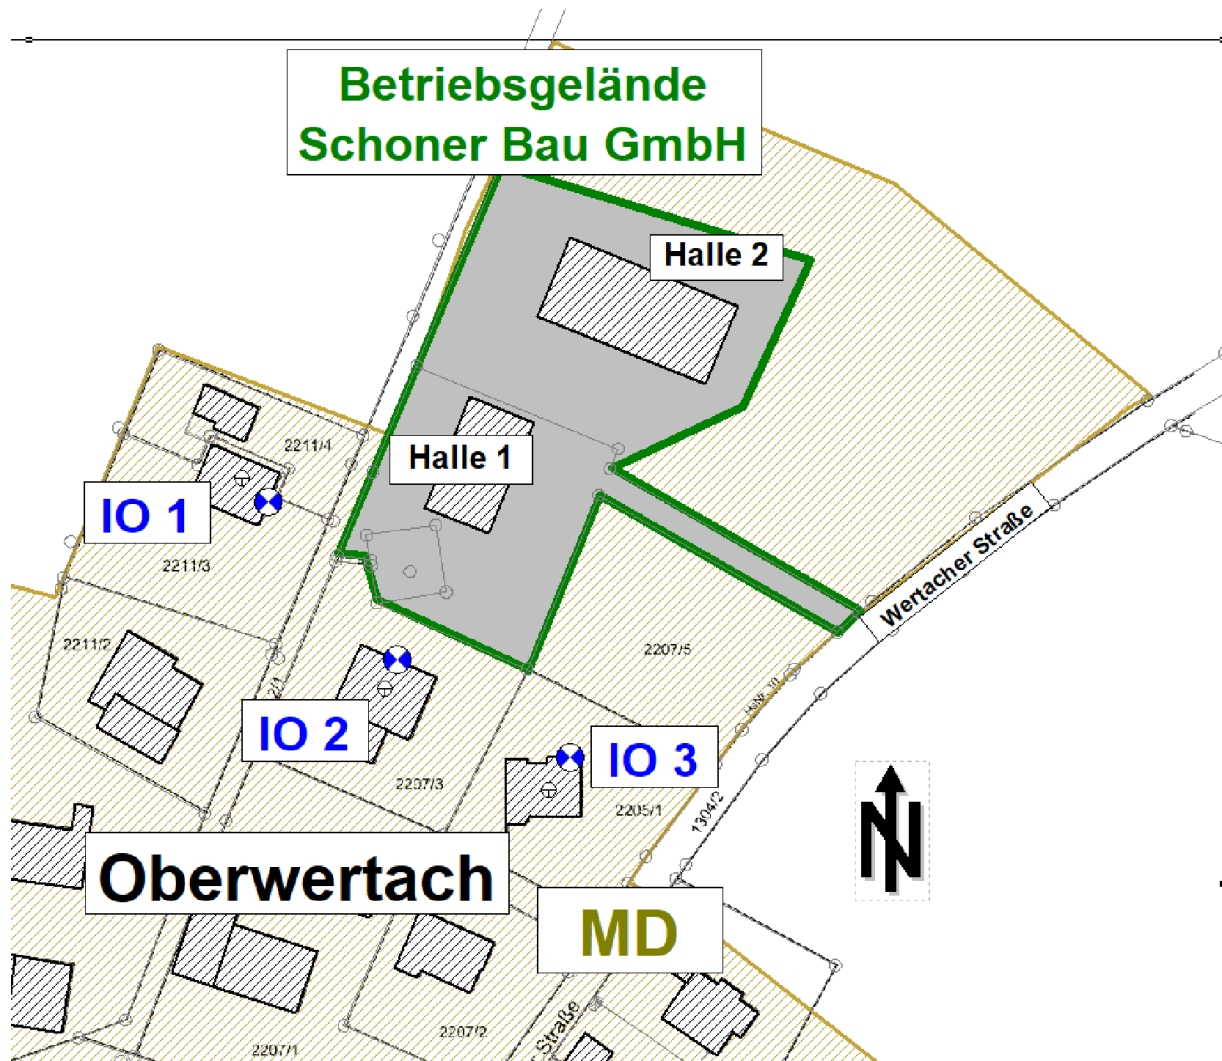 Betriebsgelände
Schoner Bau GmbH
Halle 2
2211/4
Halle 1
IO 1
2211/3
Wertacher Straße
2211/2
2207/5
IO 2
IO 3
2207/3
2205/1
1304/2
N
Oberwertach
MD
Straße
2207/2
2207/1